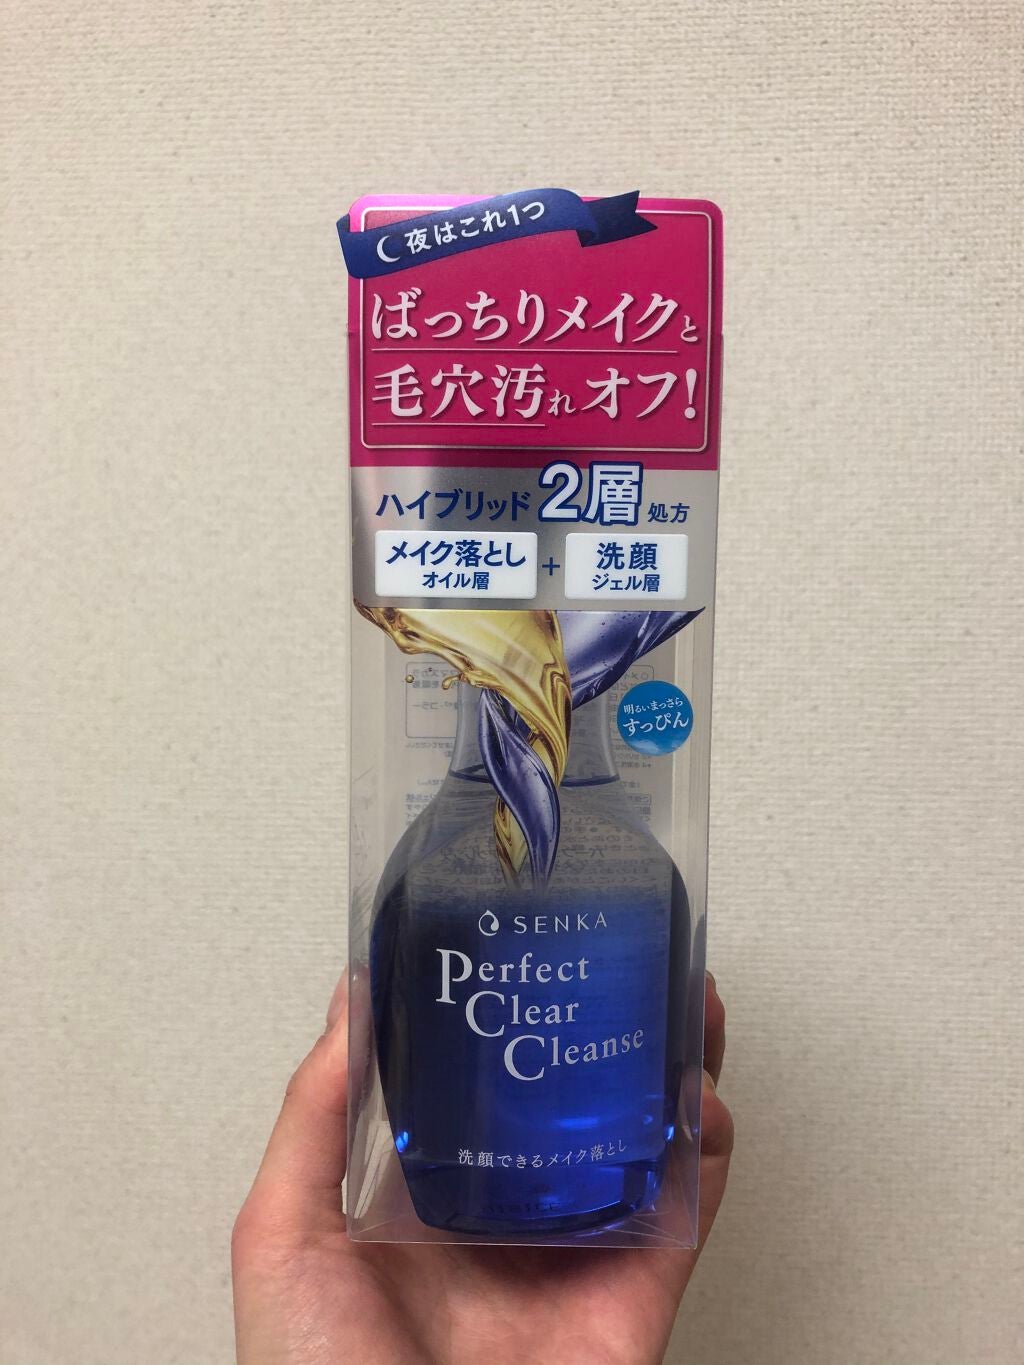 夜はこれ1つ
ばっちりメイクと
毛穴汚れオフ!
ハイブリッド2層処方
メイク落とし
オイル層
+
洗顔
ジェル層
明るいまっさら
すっぴん
SENKA
Perfect
Clear
Cleanse
洗顔できるメイク落とし